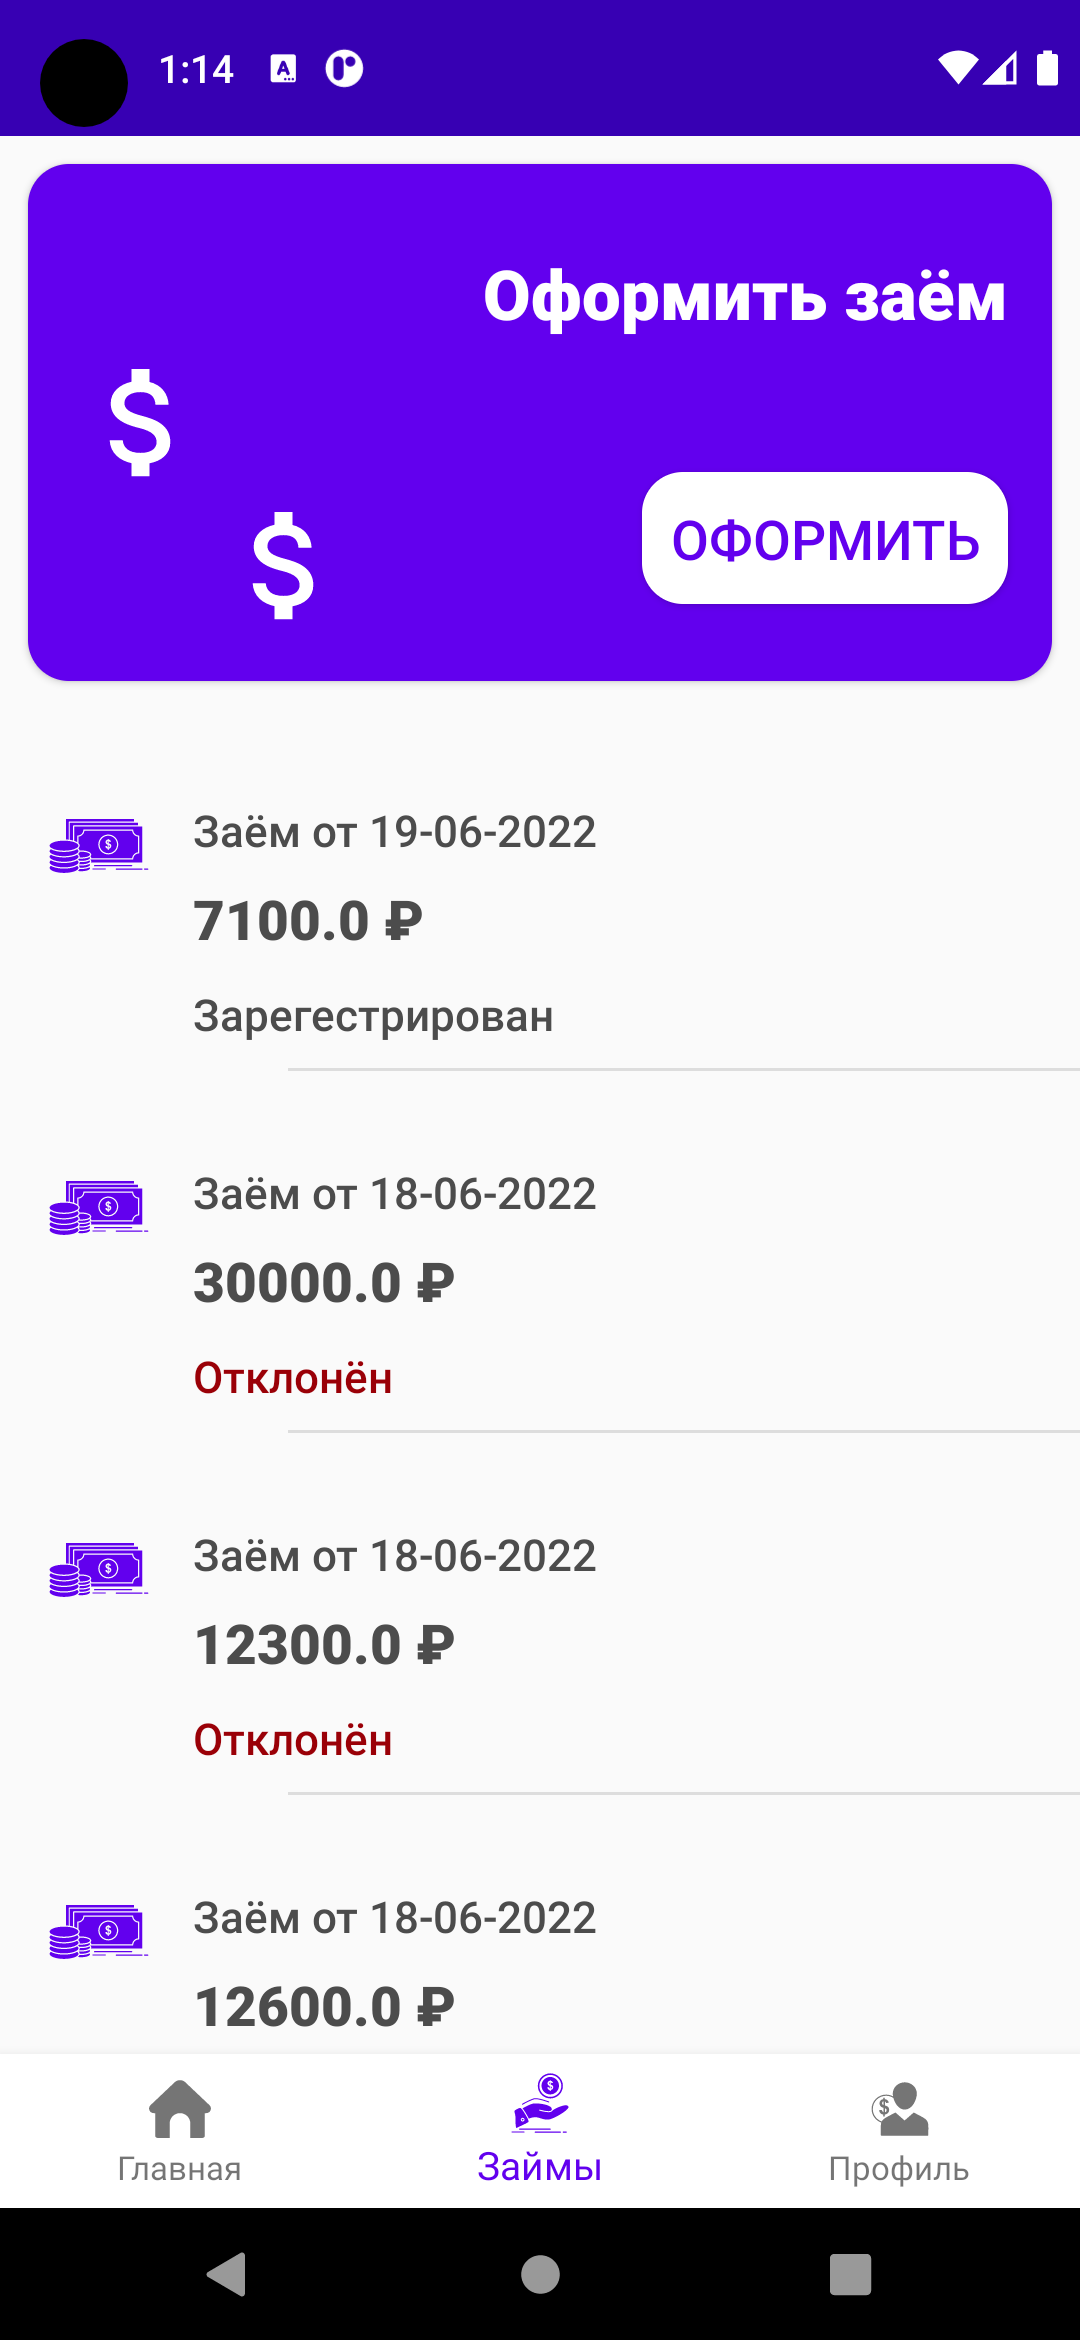 1:14
Оформить заём
$
$
ОФОРМИТЬ
Заём от 19-06-2022
7100.0 ₽
Зарегестрирован
Заём от 18-06-2022
30000.0 ₽
Отклонён
Заём от 18-06-2022
12300.0 ₽
Отклонён
Заём от 18-06-2022
12600.0 ₽
Главная
Займы
Профиль